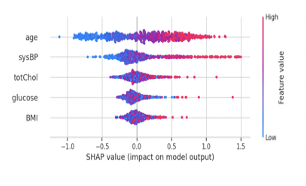 High
age
sysBP
totChol
glucose
BMI
Low
Feature value
−1.0 −0.5 0.0 0.5 1.0 1.5
SHAP value (impact on model output)